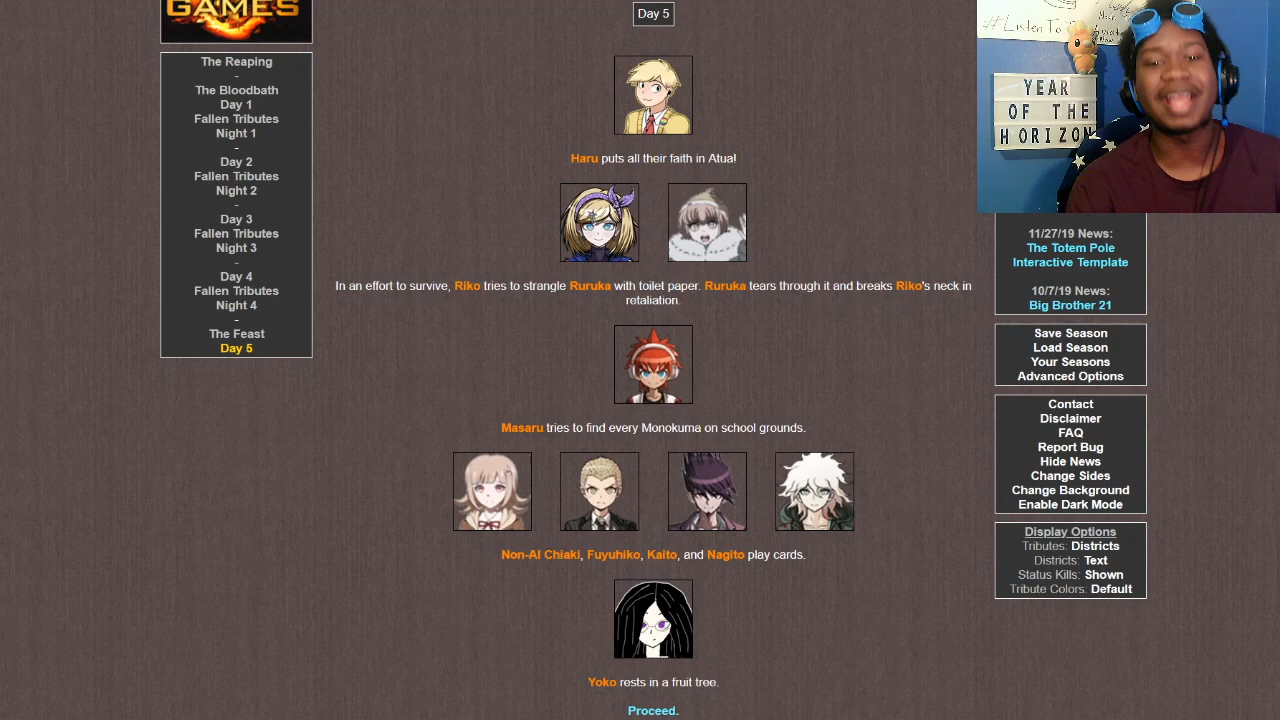 GAMES
The Reaping
-
The Bloodbath
Day 1
Fallen Tributes
Night 1
-
Day 2
Fallen Tributes
Night 2
-
Day 3
Fallen Tributes
Night 3
-
Day 4
Fallen Tributes
Night 4
-
The Feast
Day 5
Day 5
Haru puts all their faith in Atua!
In an effort to survive, Riko tries to strangle Ruruka with toilet paper. Ruruka tears through it and breaks Riko's neck in
retaliation.
Masaru tries to find every Monokuma on school grounds.
Non-AI Chiaki, Fuyuhiko, Kaito, and Nagito play cards.
Yoko rests in a fruit tree.
Proceed.
YEAR
OF THE
HORIZON
11/27/19 News:
The Totem Pole
Interactive Template
10/7/19 News:
Big Brother 21
Save Season
Load Season
Your Seasons
Advanced Options
Contact
Disclaimer
FAQ
Report Bug
Hide News
Change Sides
Change Background
Enable Dark Mode
Display Options
Tributes: Districts
Districts: Text
Status Kills: Shown
Tribute Colors: Default